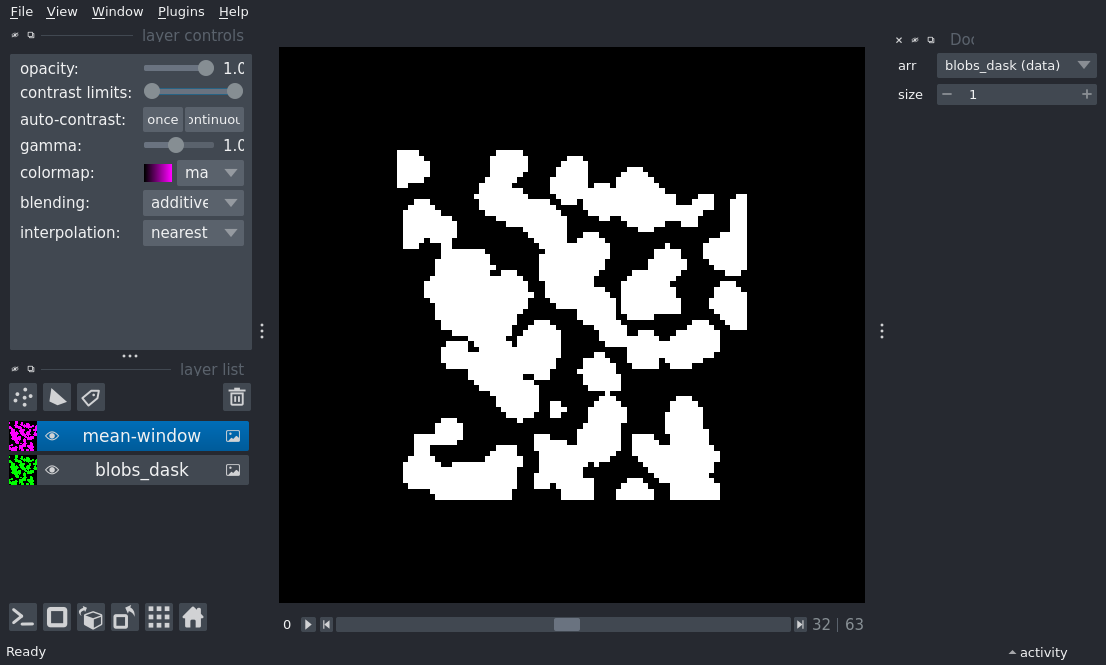 File View Window Plugins Help
layer controls
opacity: 1.0
contrast limits:
auto-contrast: once ontinuou
gamma: 1.0
colormap: ma
blending: additive
interpolation: nearest
layer list
mean-window
blobs_dask
0 32 | 63
Doc
arr blobs_dask (data)
size 1
Ready
activity